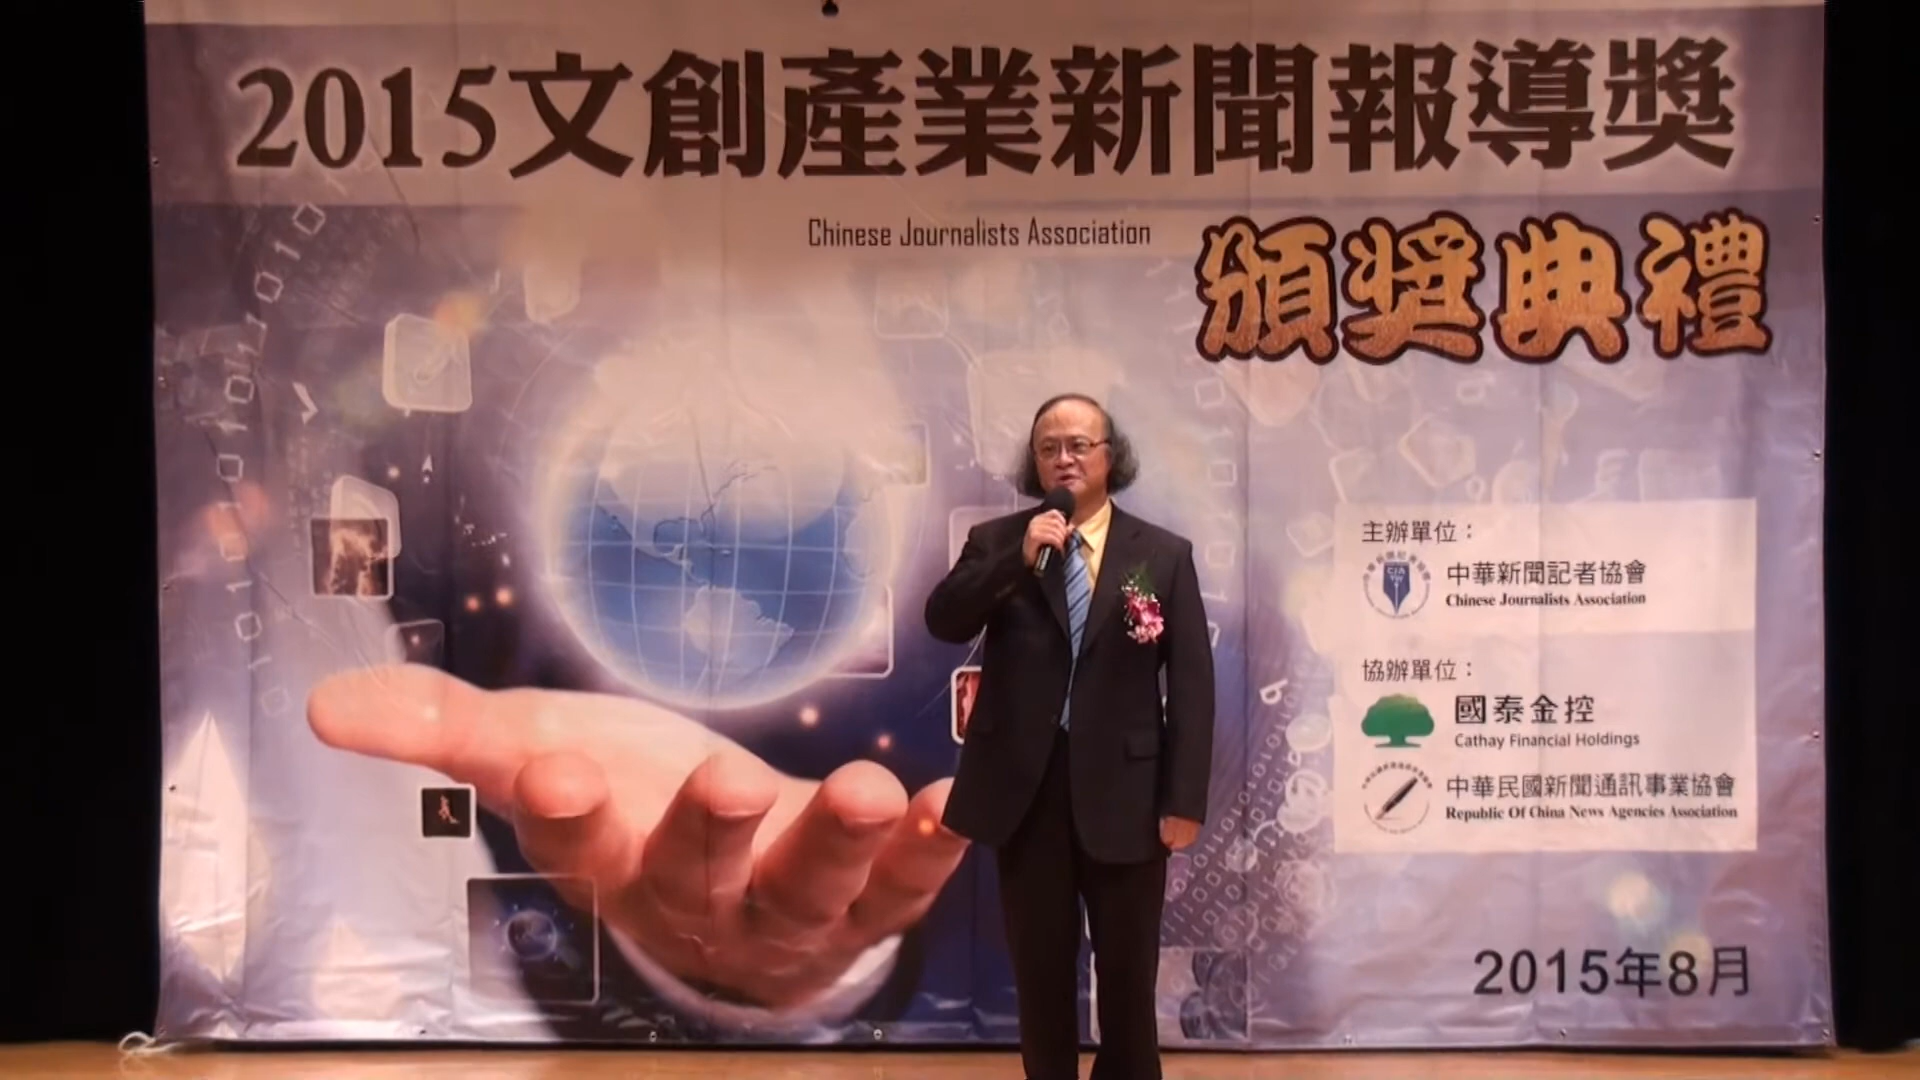 2015文創產業新聞報導獎
Chinese Journalists Association
頒獎典禮
主辦單位：
中華新聞記者協會
Chinese Journalists Association
協辦單位：
國泰金控
Cathay Financial Holdings
中華民國新聞通訊事業協會
Republic Of China News Agencies Association
2015年8月